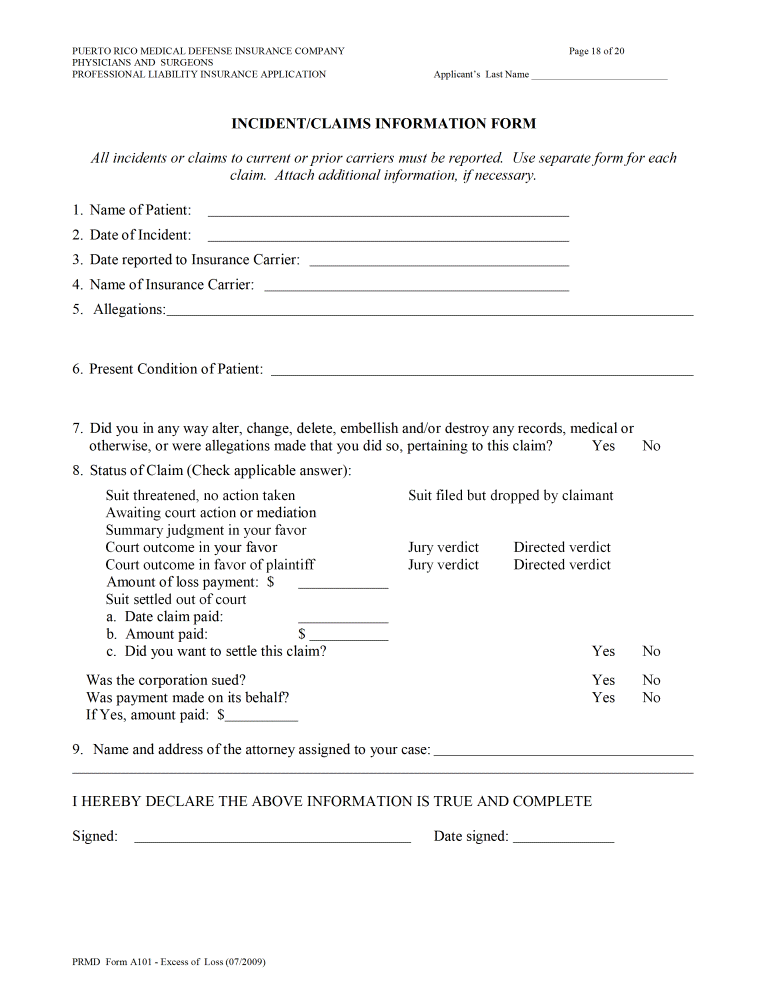 PUERTO RICO MEDICAL DEFENSE INSURANCE COMPANY Page 18 of 20
PHYSICIANS AND SURGEONS
PROFESSIONAL LIABILITY INSURANCE APPLICATION Applicant's Last Name ___________________________
INCIDENT/CLAIMS INFORMATION FORM
All incidents or claims to current or prior carriers must be reported. Use separate form for each
claim. Attach additional information, if necessary.
1. Name of Patient: ________________________________________________
2. Date of Incident: ________________________________________________
3. Date reported to Insurance Carrier: __________________________________
4. Name of Insurance Carrier: ________________________________________
5. Allegations:______________________________________________________________________
6. Present Condition of Patient: ________________________________________________________
7. Did you in any way alter, change, delete, embellish and/or destroy any records, medical or
otherwise, or were allegations made that you did so, pertaining to this claim? Yes No
8. Status of Claim (Check applicable answer):
Suit threatened, no action taken Suit filed but dropped by claimant
Awaiting court action or mediation
Summary judgment in your favor
Court outcome in your favor Jury verdict Directed verdict
Court outcome in favor of plaintiff Jury verdict Directed verdict
Amount of loss payment: $ ____________
Suit settled out of court
a. Date claim paid: ____________
b. Amount paid: $ ___________
c. Did you want to settle this claim? Yes No
Was the corporation sued? Yes No
Was payment made on its behalf? Yes No
If Yes, amount paid: $__________
9. Name and address of the attorney assigned to your case: ___________________________________
___________________________________________________________________________________
I HEREBY DECLARE THE ABOVE INFORMATION IS TRUE AND COMPLETE
Signed: _____________________________________ Date signed: ______________
PRMD Form A101 - Excess of Loss (07/2009)